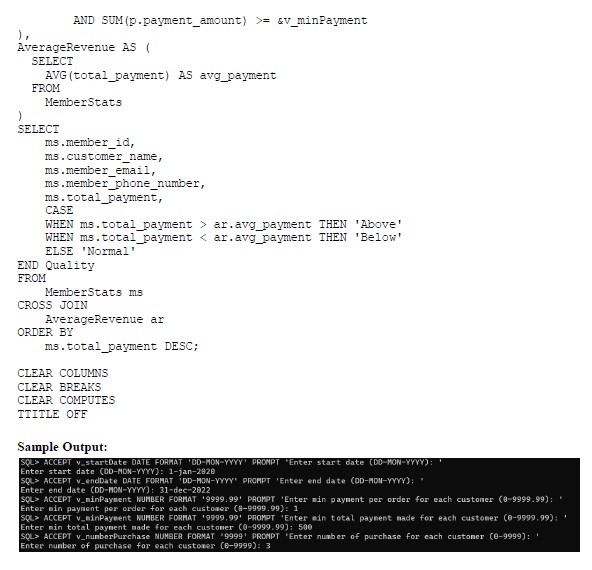 AND SUM(p.payment_amount) >= &v_minPayment
),
AverageRevenue AS (
SELECT
AVG(total_payment) AS avg_payment
FROM
MemberStats
)
SELECT
ms.member_id,
ms.customer_name,
ms.member_email,
ms.member_phone_number,
ms.total_payment,
CASE
WHEN ms.total_payment > ar.avg_payment THEN 'Above'
WHEN ms.total_payment < ar.avg_payment THEN 'Below'
ELSE 'Normal'
END Quality
FROM
MemberStats ms
CROSS JOIN
AverageRevenue ar
ORDER BY
ms.total_payment DESC;
CLEAR COLUMNS
CLEAR BREAKS
CLEAR COMPUTES
TTITLE OFF
Sample Output:
SQL> ACCEPT v_startDate DATE FORMAT 'DD-MON-YYYY' PROMPT 'Enter start date (DD-MON-YYYY): '
Enter start date (DD-MON-YYYY): 1-jan-2020
SQL> ACCEPT v_endDate DATE FORMAT 'DD-MON-YYYY' PROMPT 'Enter end date (DD-MON-YYYY): '
Enter end date (DD-MON-YYYY): 31-dec-2022
SQL> ACCEPT v_minPayment NUMBER FORMAT '9999.99' PROMPT 'Enter min payment per order for each customer (0-9999.99): '
Enter min payment per order for each customer (0-9999.99): 1
SQL> ACCEPT v_minPayment NUMBER FORMAT '9999.99' PROMPT 'Enter min total payment made for each customer (0-9999.99): '
Enter min total payment made for each customer (0-9999.99): 500
SQL> ACCEPT v_numberPurchase NUMBER FORMAT '9999' PROMPT 'Enter number of purchase for each customer (0-9999): '
Enter number of purchase for each customer (0-9999): 3